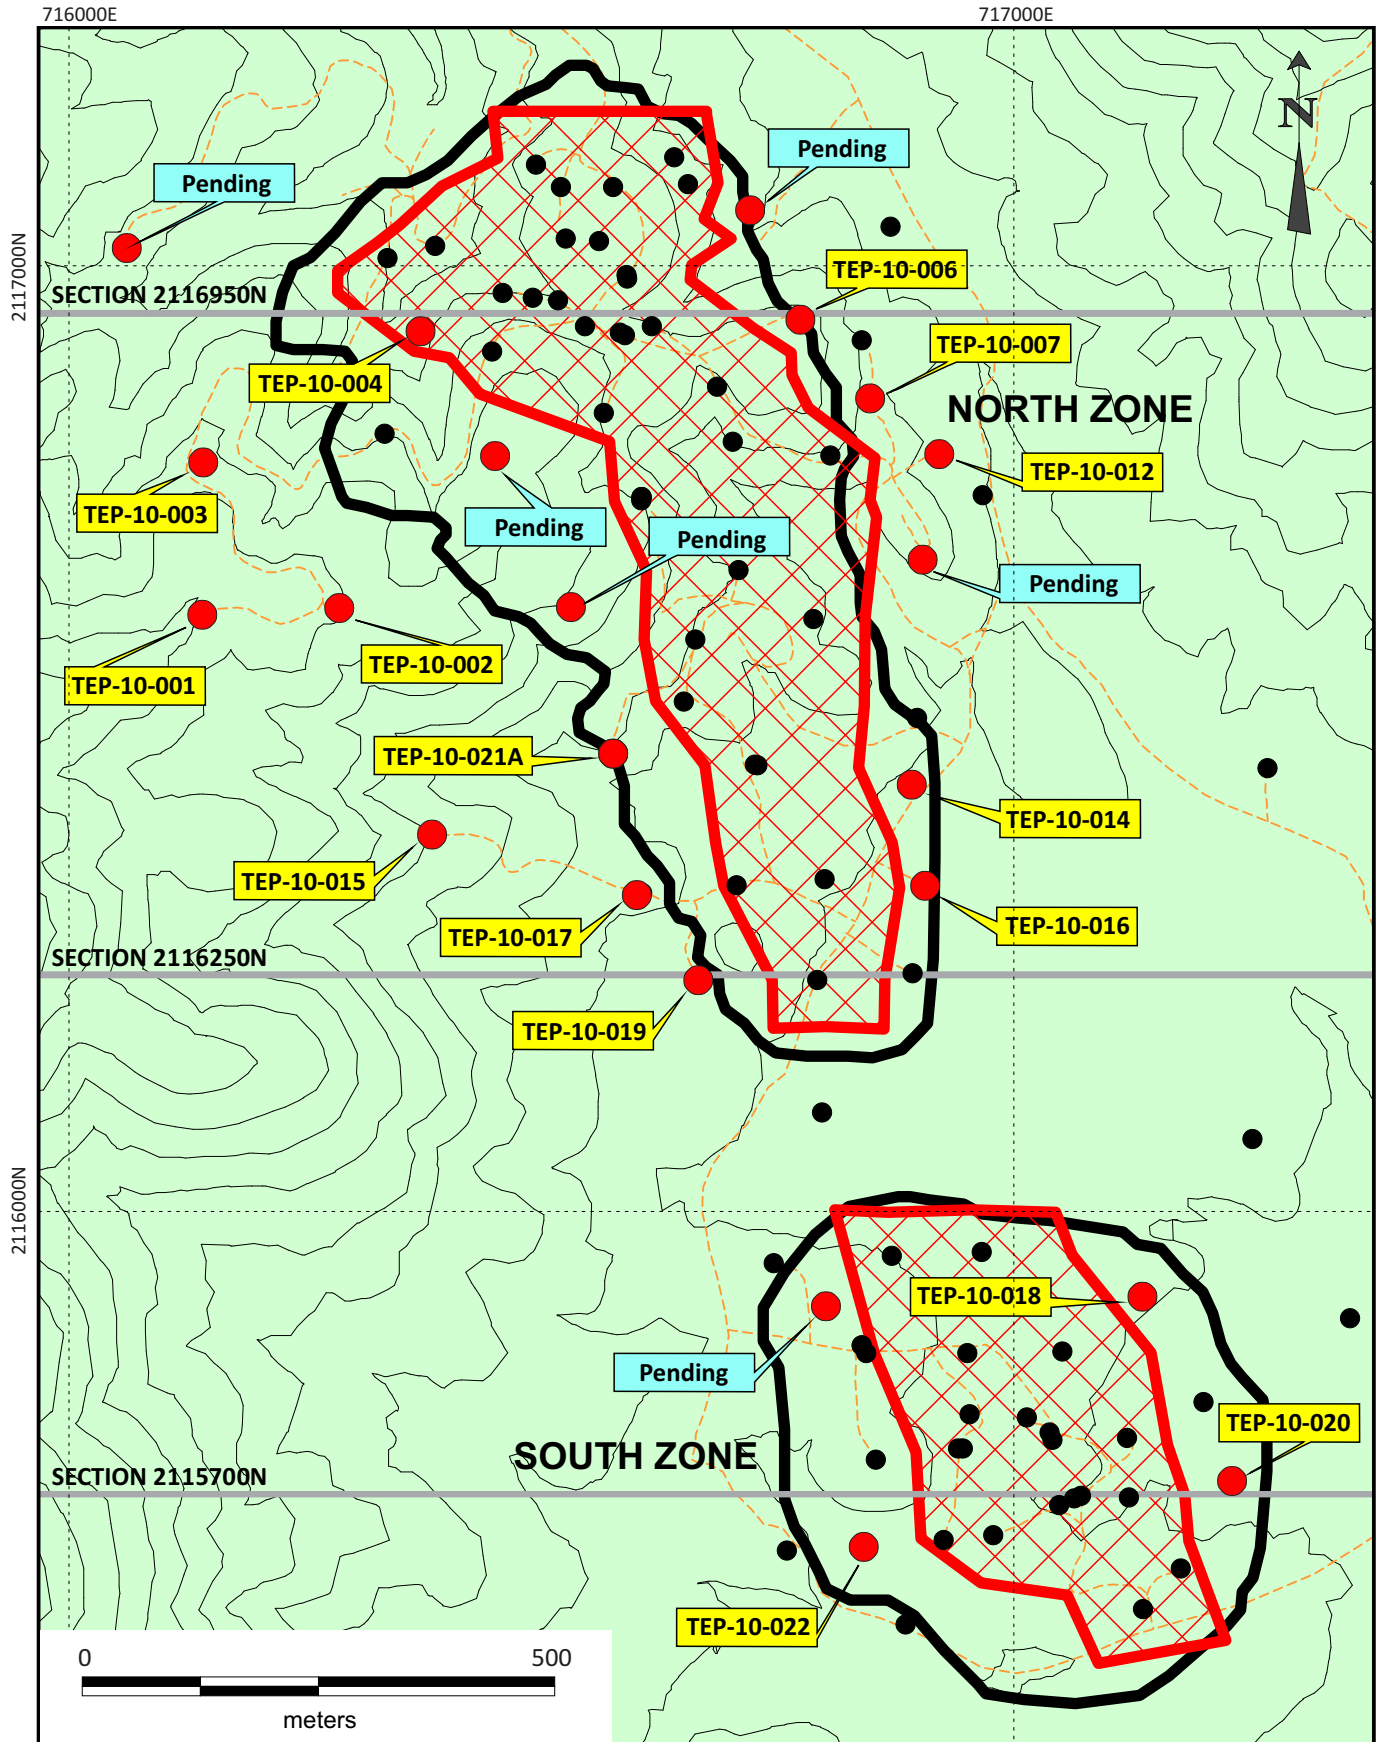 716000E
717000E
Pending
Pending
N
TEP-10-006
2117000N
SECTION 2116950N
TEP-10-007
TEP-10-004
NORTH ZONE
TEP-10-012
TEP-10-003
Pending
Pending
Pending
TEP-10-002
TEP-10-001
TEP-10-021A
TEP-10-014
TEP-10-015
TEP-10-016
TEP-10-017
SECTION 2116250N
TEP-10-019
2116000N
TEP-10-018
Pending
TEP-10-020
SOUTH ZONE
SECTION 2115700N
TEP-10-022
0 500
meters